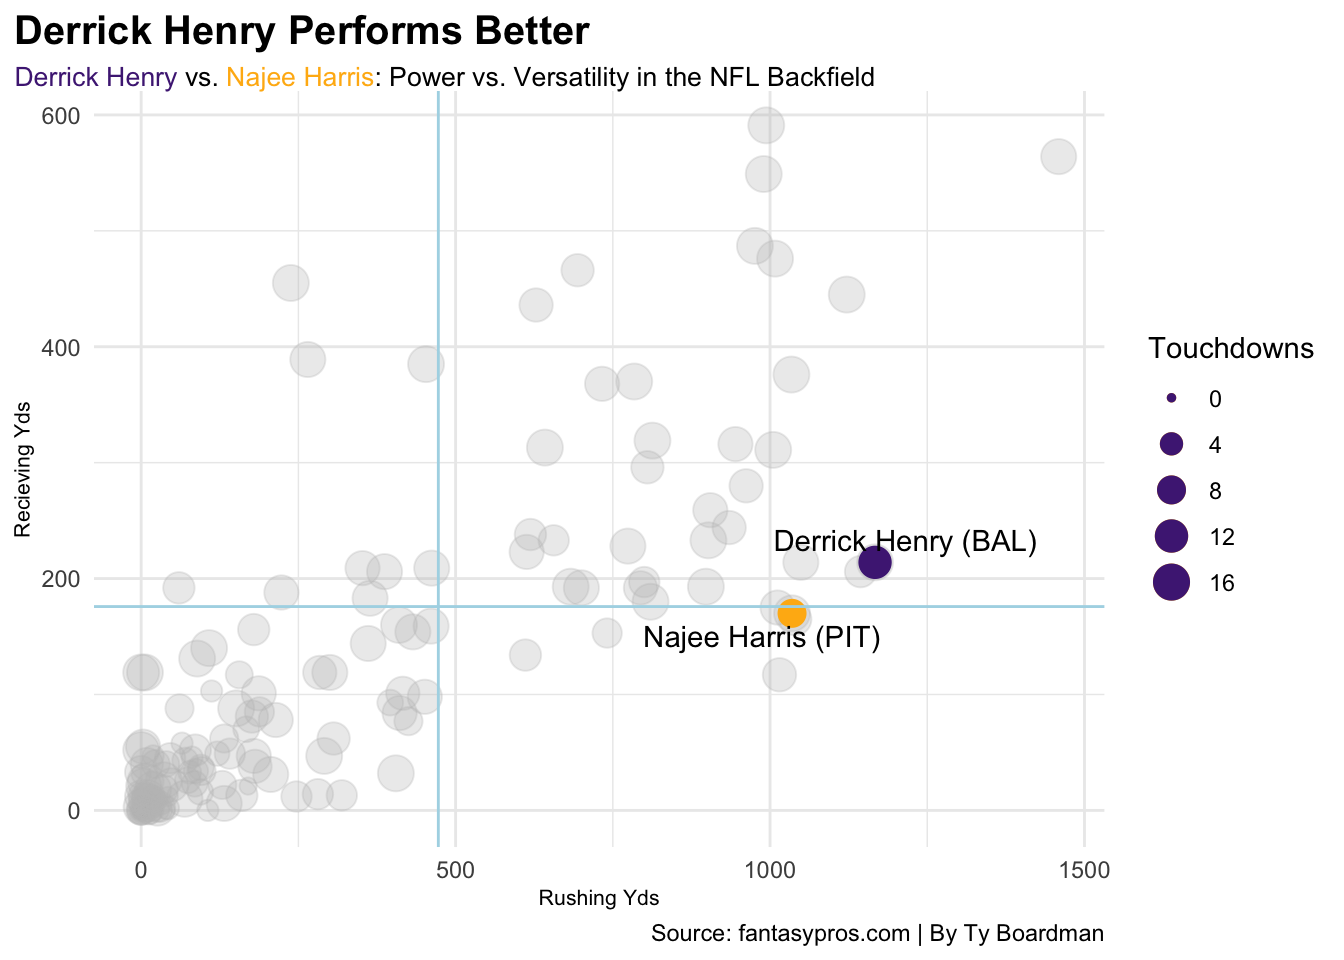 Derrick Henry Performs Better
Derrick Henry vs. Najee Harris: Power vs. Versatility in the NFL Backfield
600
400
200
0
Recieving Yds
Derrick Henry (BAL)
Najee Harris (PIT)
0 500 1000 1500
Rushing Yds
Touchdowns
0
4
8
12
16
Source: fantasypros.com | By Ty Boardman